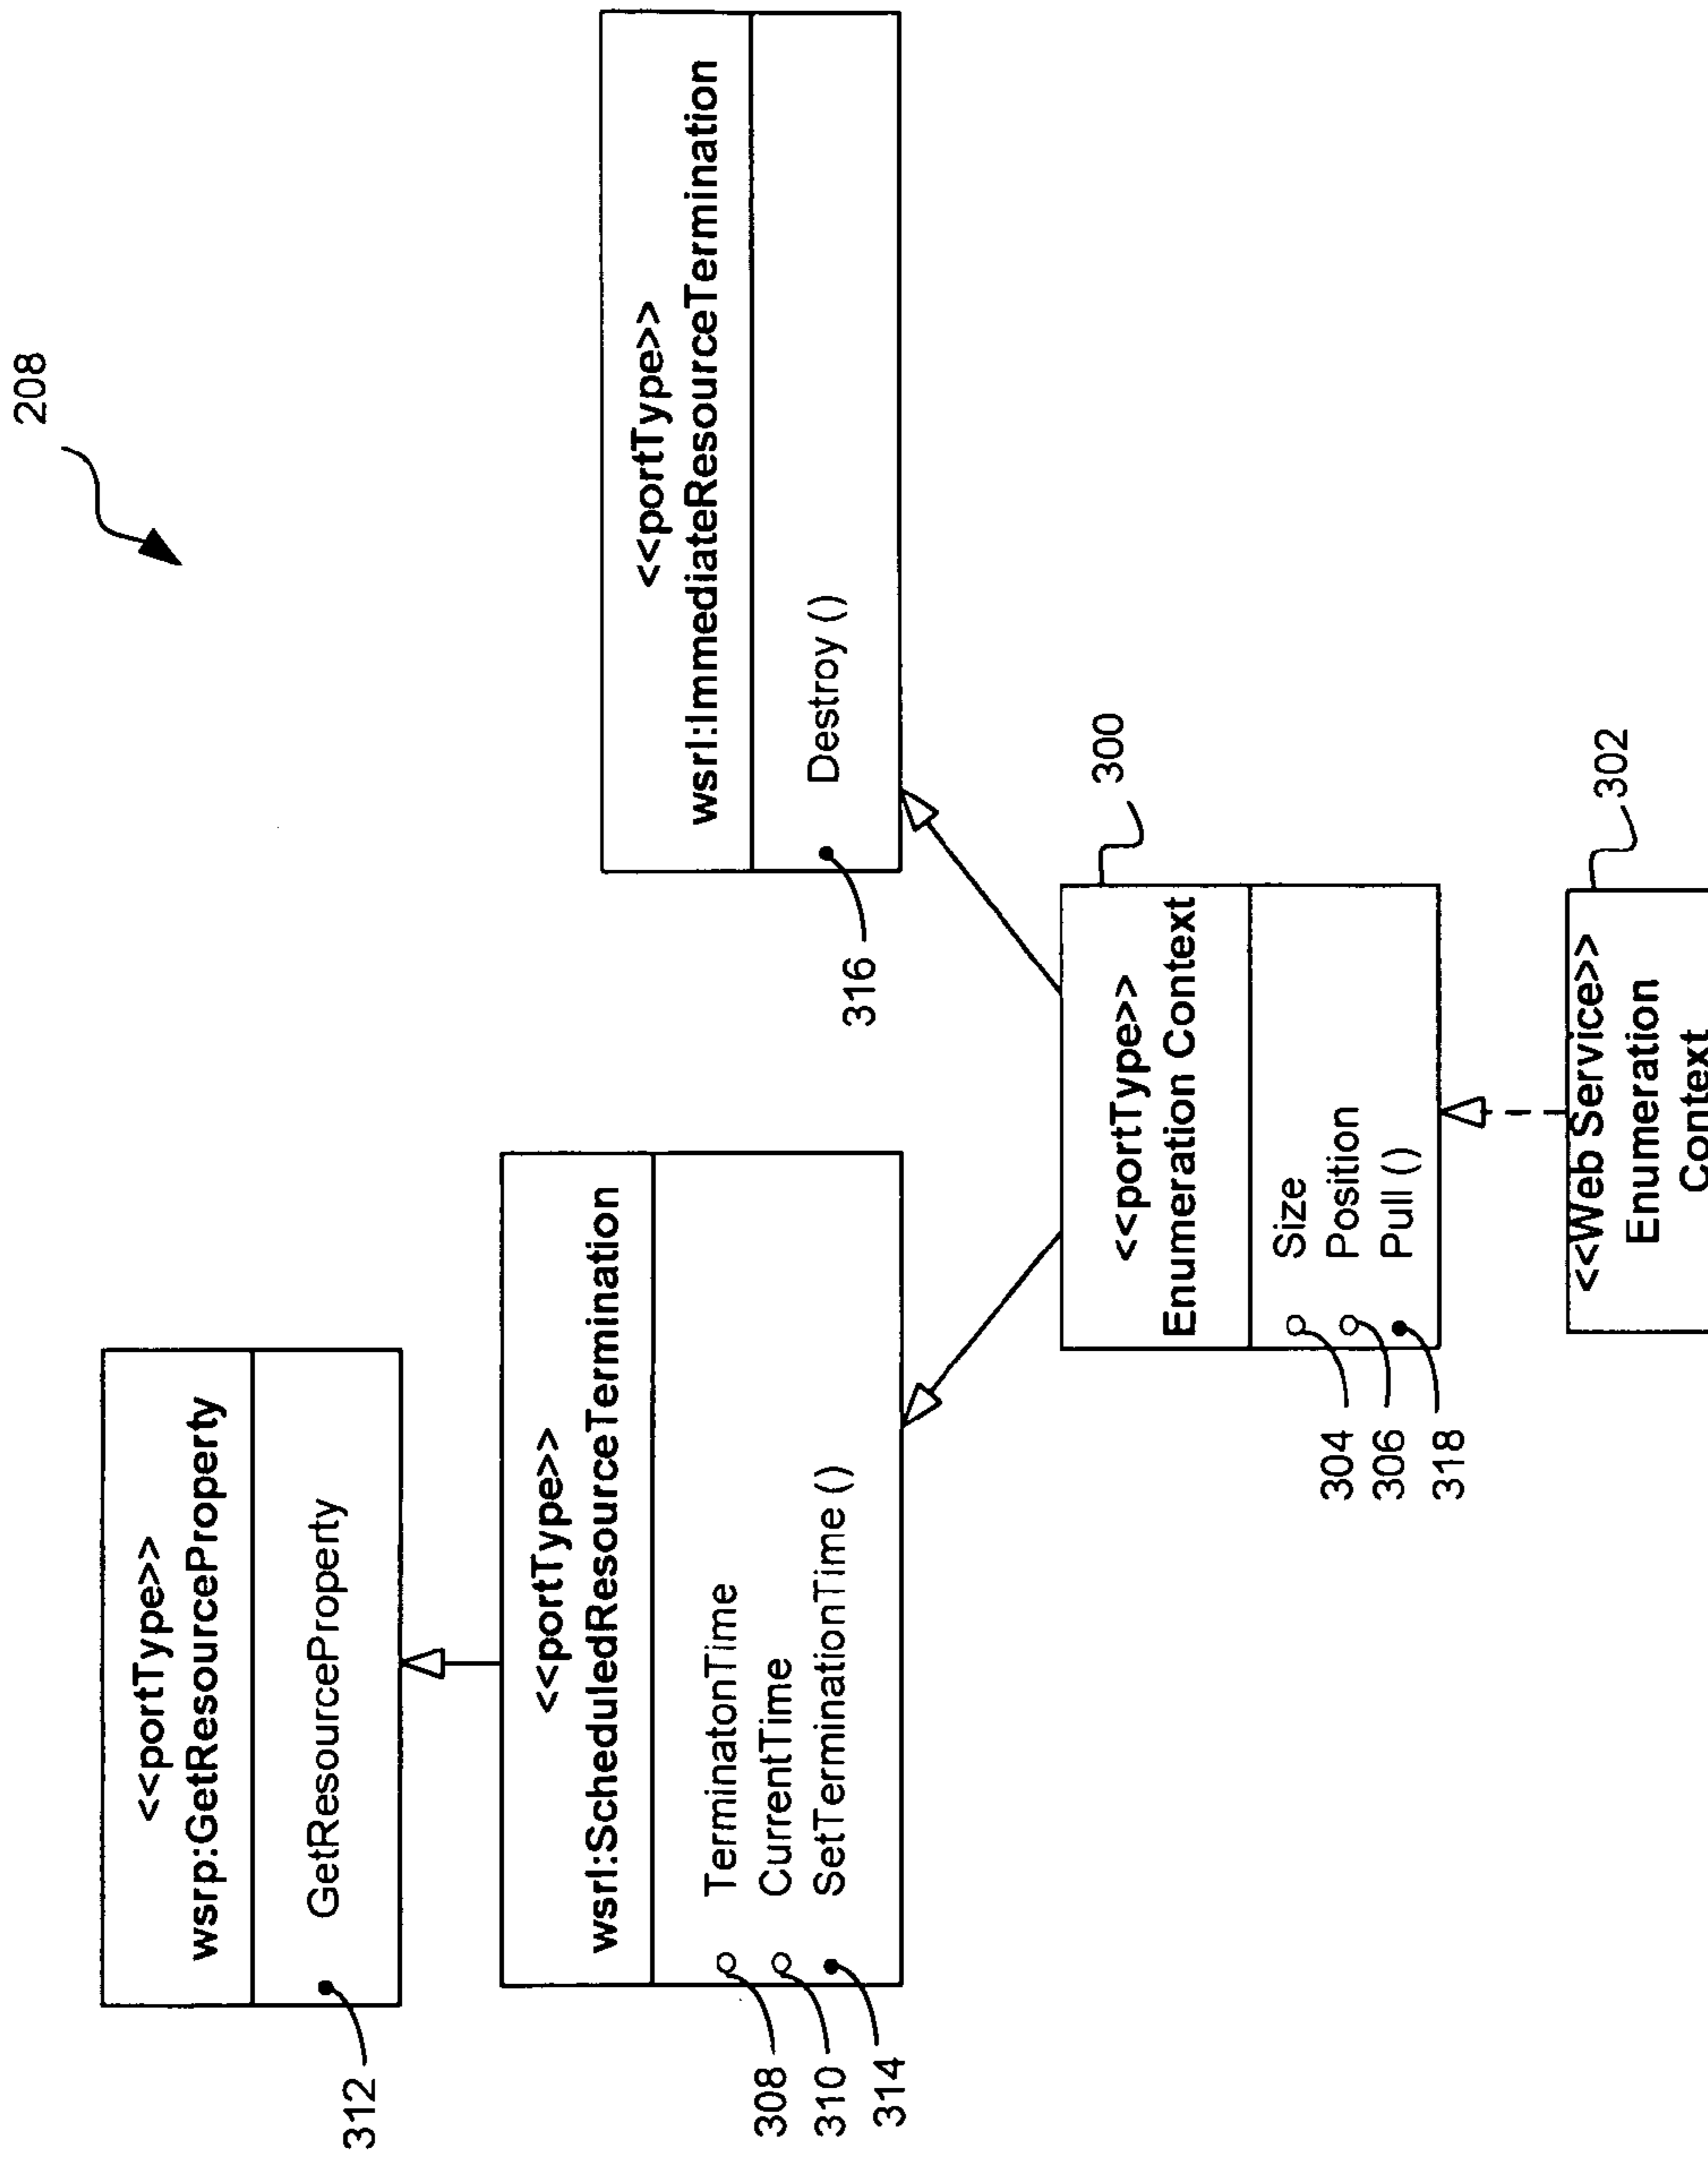 208
<<portType>>
wsrp:GetResourceProperty
GetResourceProperty
312
<<portType>>
wsrl:ScheduledResourceTermination
TerminatonTime
CurrentTime
SetTerminationTime ()
308
310
314
<<portType>>
wsrl:ImmediateResourceTermination
Destroy ()
316
<<portType>>
Enumeration Context
300
Size
Position
Pull ()
304
306
318
<<Web Service>>
Enumeration
Context
302